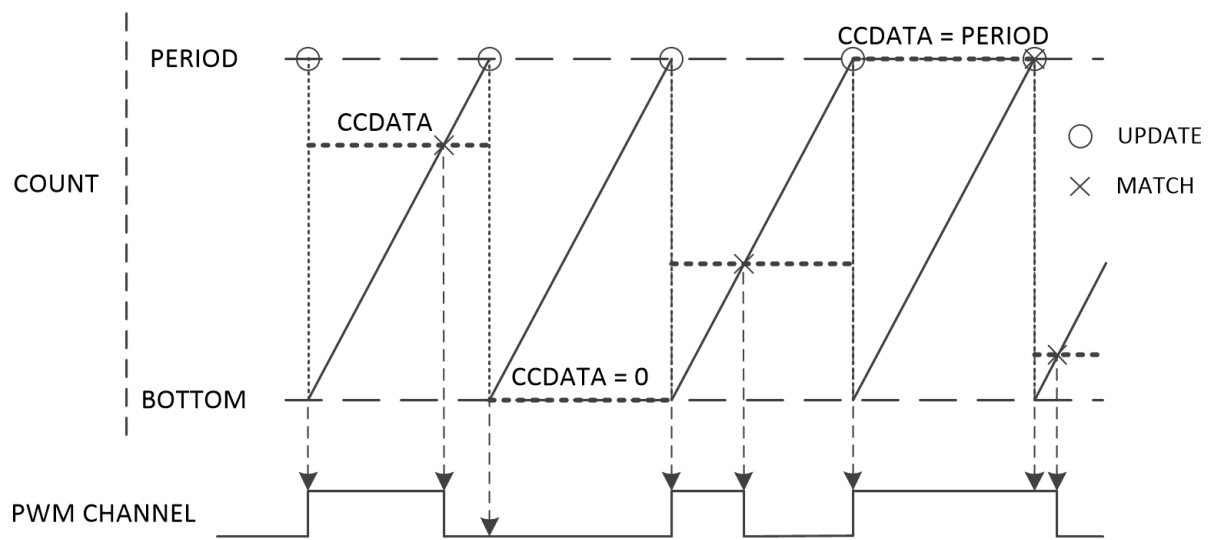 CCDATA = PERIOD
PERIOD
CCDATA
UPDATE
COUNT
MATCH
CCDATA = 0
BOTTOM
PWM CHANNEL